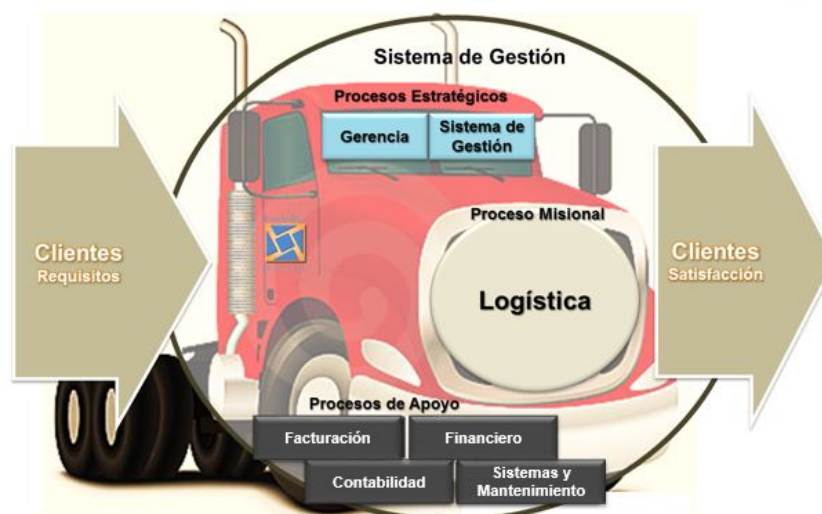 Sistema de Gestión
Procesos Estratégicos
Gerencia
Sistema de
Gestión
Proceso Misional
Clientes
Requisitos
Logística
Clientes
Satisfacción
Procesos de Apoyo
Facturación
Financiero
Contabilidad
Sistemas y
Mantenimiento